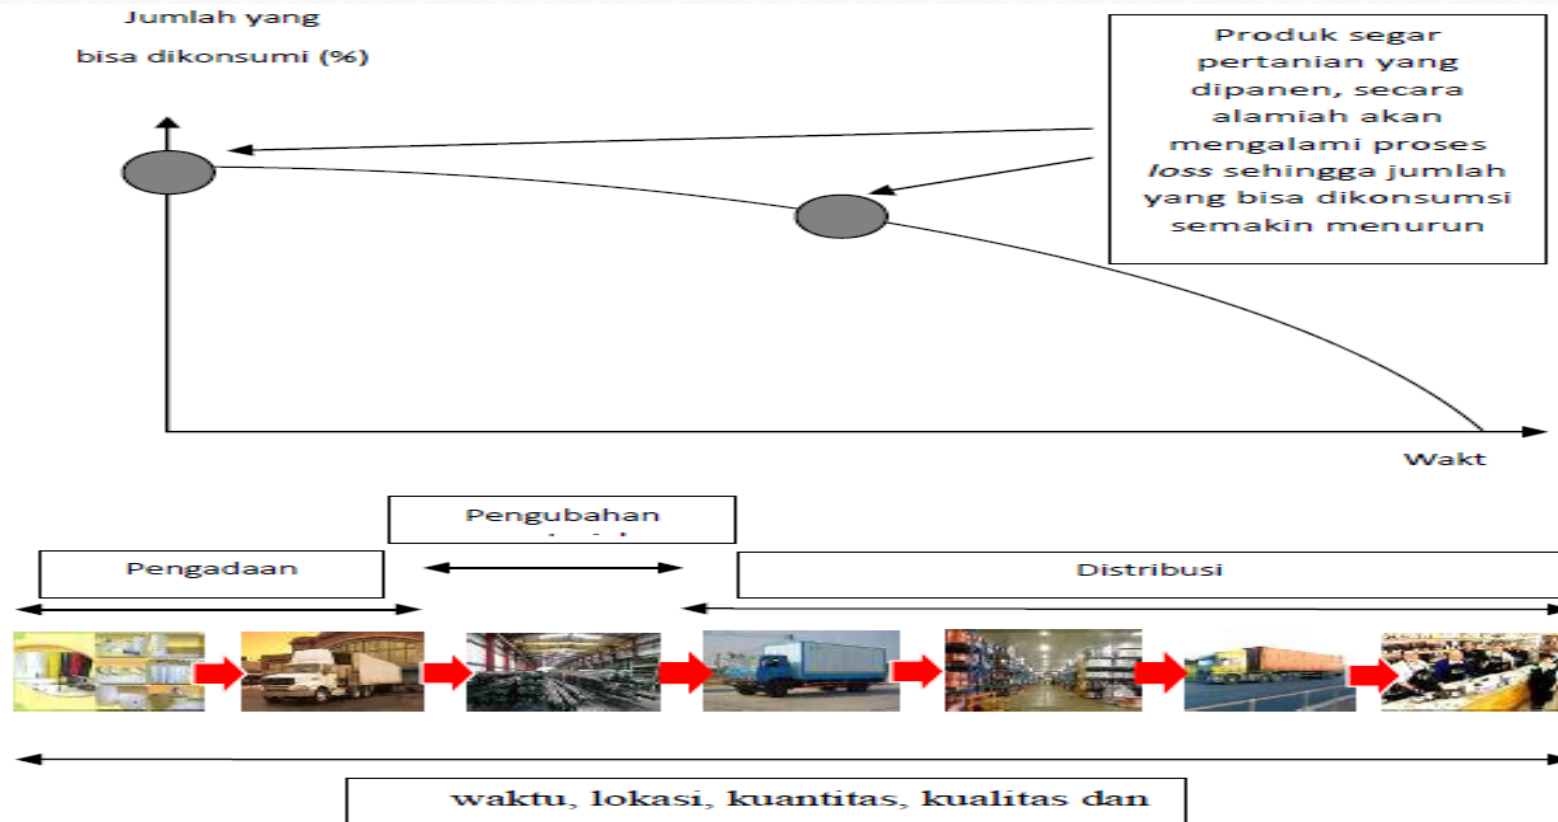 Jumlah yang
bisa dikonsumi (%)
Produk segar
pertanian yang
dipanen, secara
alamiah akan
mengalami proses
loss sehingga jumlah
yang bisa dikonsumsi
semakin menurun
Wakt
Pengubahan
Pengadaan
Distribusi
waktu, lokasi, kuantitas, kualitas dan